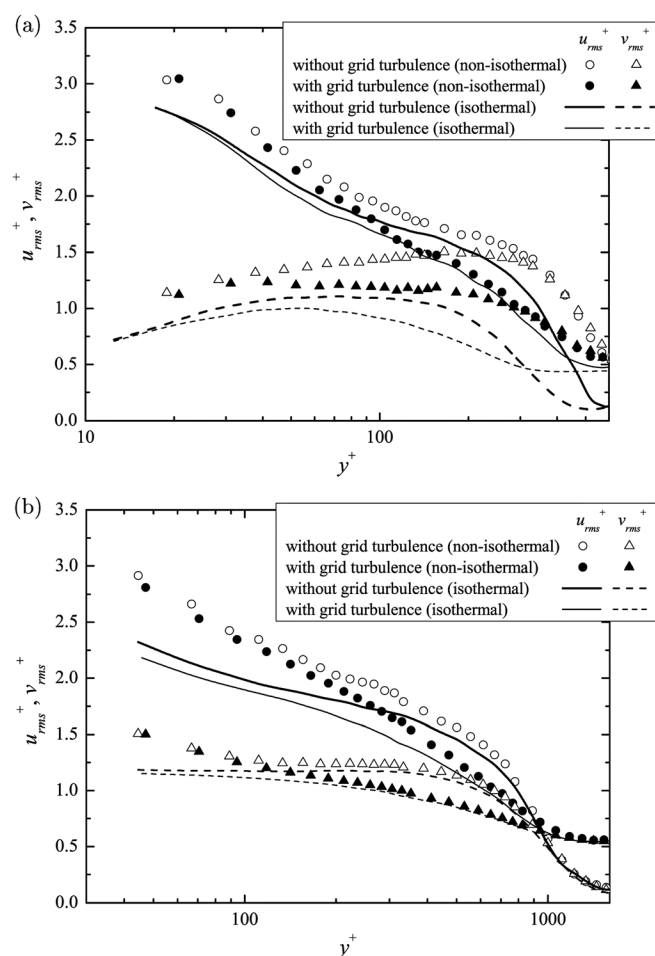 (a)
3.5
3.0
2.5
2.0
1.5
1.0
0.5
0.0
u_rms^+, v_rms^+
u_rms^+ v_rms^+
without grid turbulence (non-isothermal)
with grid turbulence (non-isothermal)
without grid turbulence (isothermal)
with grid turbulence (isothermal)
10 100
y^+
(b)
3.5
3.0
2.5
2.0
1.5
1.0
0.5
0.0
u_rms^+, v_rms^+
u_rms^+ v_rms^+
without grid turbulence (non-isothermal)
with grid turbulence (non-isothermal)
without grid turbulence (isothermal)
with grid turbulence (isothermal)
100 1000
y^+